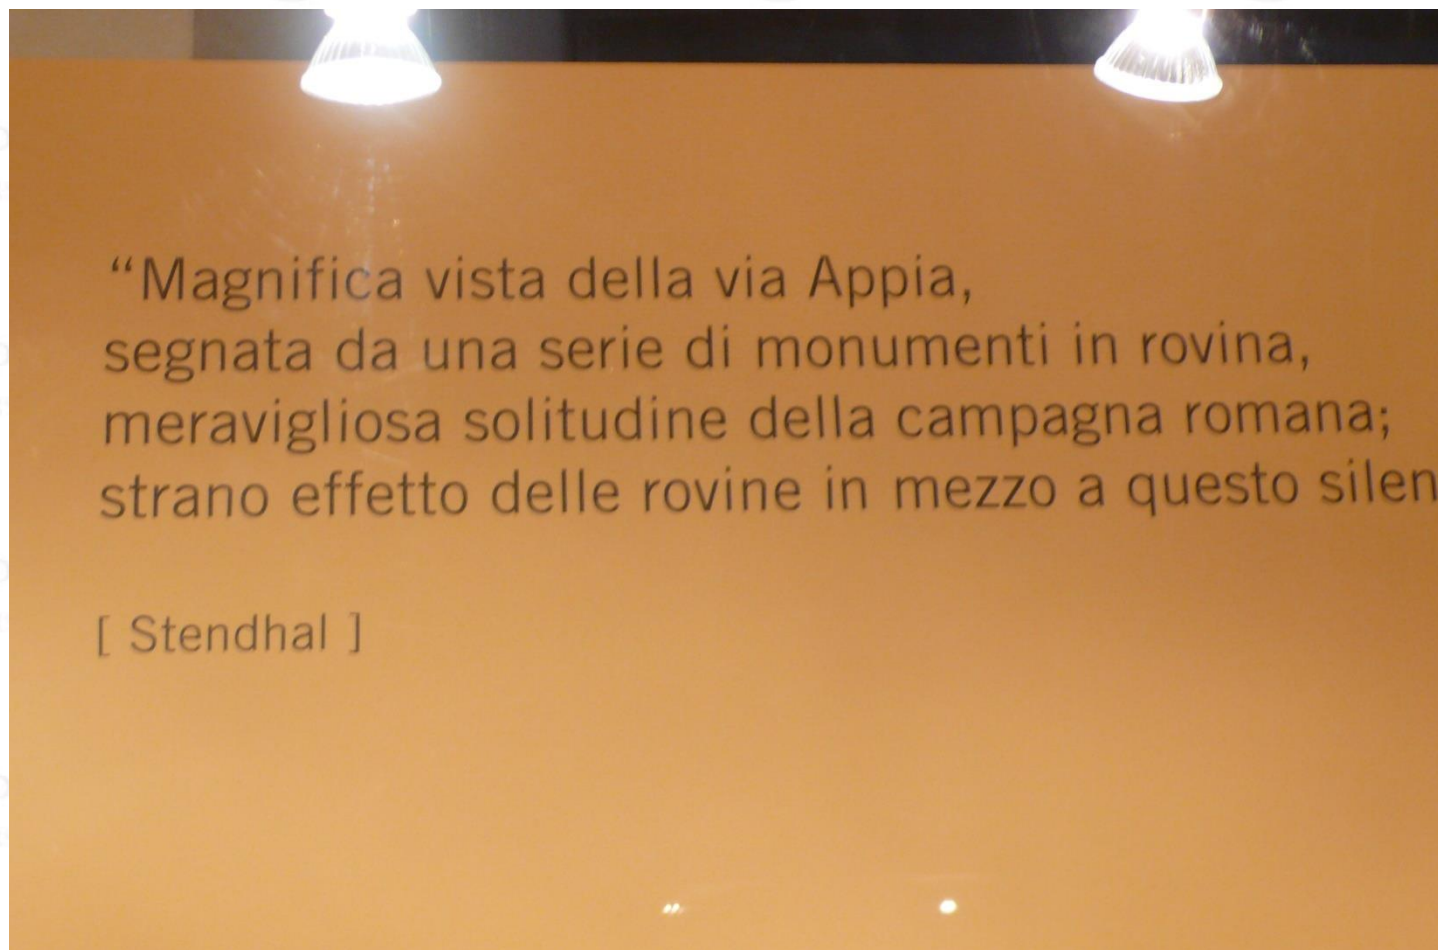 “Magnifica vista della via Appia,
segnata da una serie di monumenti in rovina,
meravigliosa solitudine della campagna romana;
strano effetto delle rovine in mezzo a questo silen
[ Stendhal ]